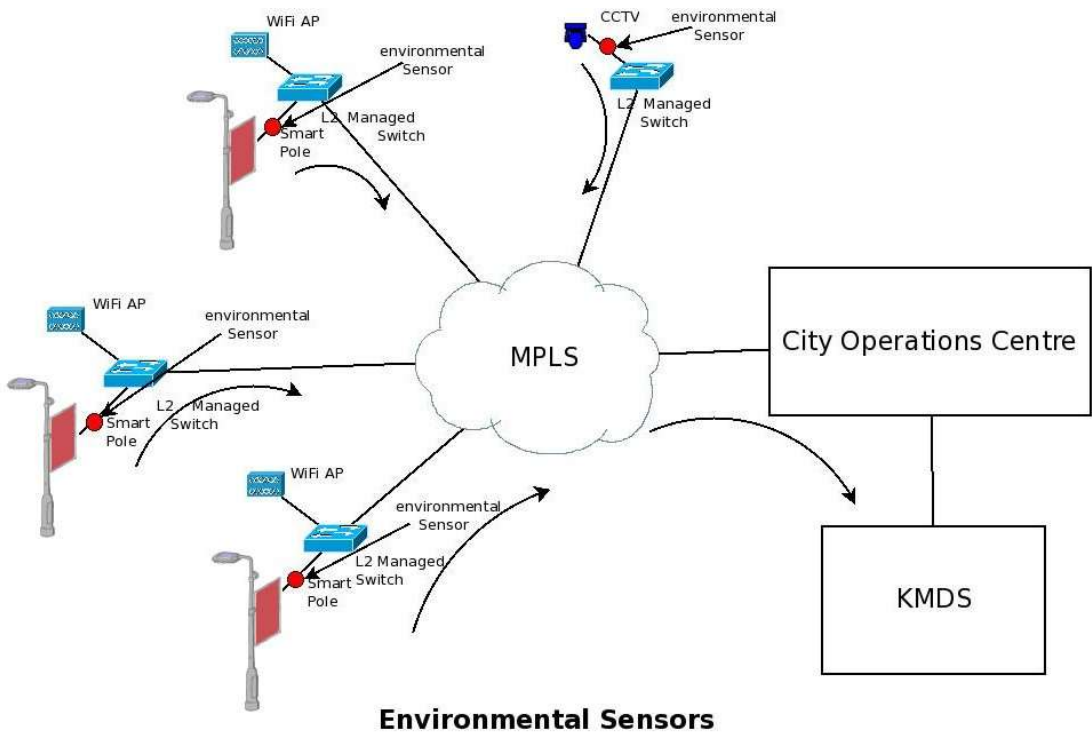 WiFi AP
environmental
Sensor
L2 Managed
Switch
Smart
Pole
CCTV
environmental
Sensor
L2 Managed
Switch
WiFi AP
environmental
Sensor
L2 Managed
Switch
Smart
Pole
MPLS
City Operations Centre
WiFi AP
environmental
Sensor
L2 Managed
Switch
Smart
Pole
KMDS
Environmental Sensors